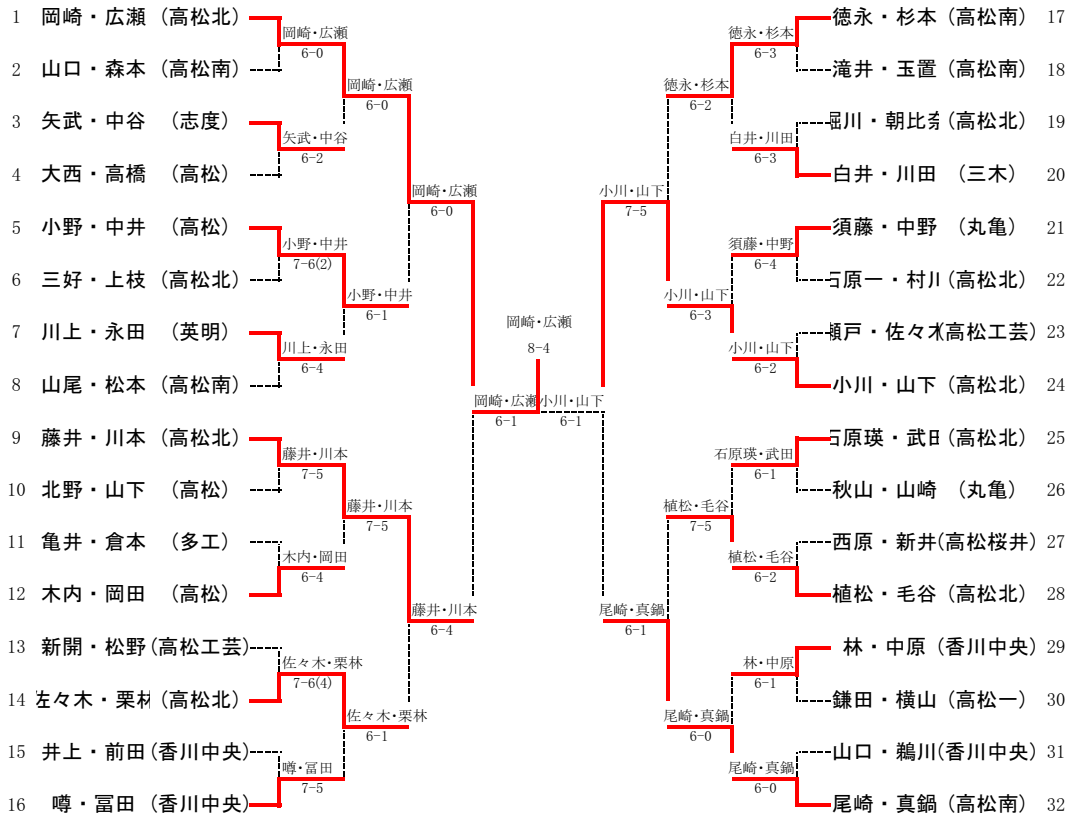 1 岡崎・広瀬 (高松北)
2 山口・森本 (高松南)
3 矢武・中谷 (志度)
4 大西・高橋 (高松)
5 小野・中井 (高松)
6 三好・上枝 (高松北)
7 川上・永田 (英明)
8 山尾・松本 (高松南)
9 藤井・川本 (高松北)
10 北野・山下 (高松)
11 亀井・倉本 (多工)
12 木内・岡田 (高松)
13 新開・松野 (高松工芸)
14 佐々木・栗林 (高松北)
15 井上・前田 (香川中央)
16 噂・冨田 (香川中央)
岡崎・広瀬
6-0
矢武・中谷
6-2
小野・中井
7-6(2)
川上・永田
6-4
藤井・川本
7-5
木内・岡田
6-4
佐々木・栗林
7-6(4)
噂・冨田
7-5
岡崎・広瀬
6-0
小野・中井
6-1
藤井・川本
7-5
佐々木・栗林
6-1
岡崎・広瀬
6-0
藤井・川本
6-4
岡崎・広瀬
6-1
岡崎・広瀬
8-4
小川・山下
6-1
小川・山下
7-5
尾崎・真鍋
6-1
徳永・杉本
6-2
小川・山下
6-3
植松・毛谷
7-5
尾崎・真鍋
6-0
徳永・杉本
6-3
白井・川田
6-3
須藤・中野
6-4
小川・山下
6-2
石原瑛・武田
6-1
植松・毛谷
6-2
林・中原
6-1
尾崎・真鍋
6-0
徳永・杉本 (高松南) 17
滝井・玉置 (高松南) 18
堀川・朝比奈 (高松北) 19
白井・川田 (三木) 20
須藤・中野 (丸亀) 21
石原一・村川 (高松北) 22
瀬戸・佐々木 (高松工芸) 23
小川・山下 (高松北) 24
石原瑛・武田 (高松北) 25
秋山・山崎 (丸亀) 26
西原・新井 (高松桜井) 27
植松・毛谷 (高松北) 28
林・中原 (香川中央) 29
鎌田・横山 (高松一) 30
山口・鵜川 (香川中央) 31
尾崎・真鍋 (高松南) 32